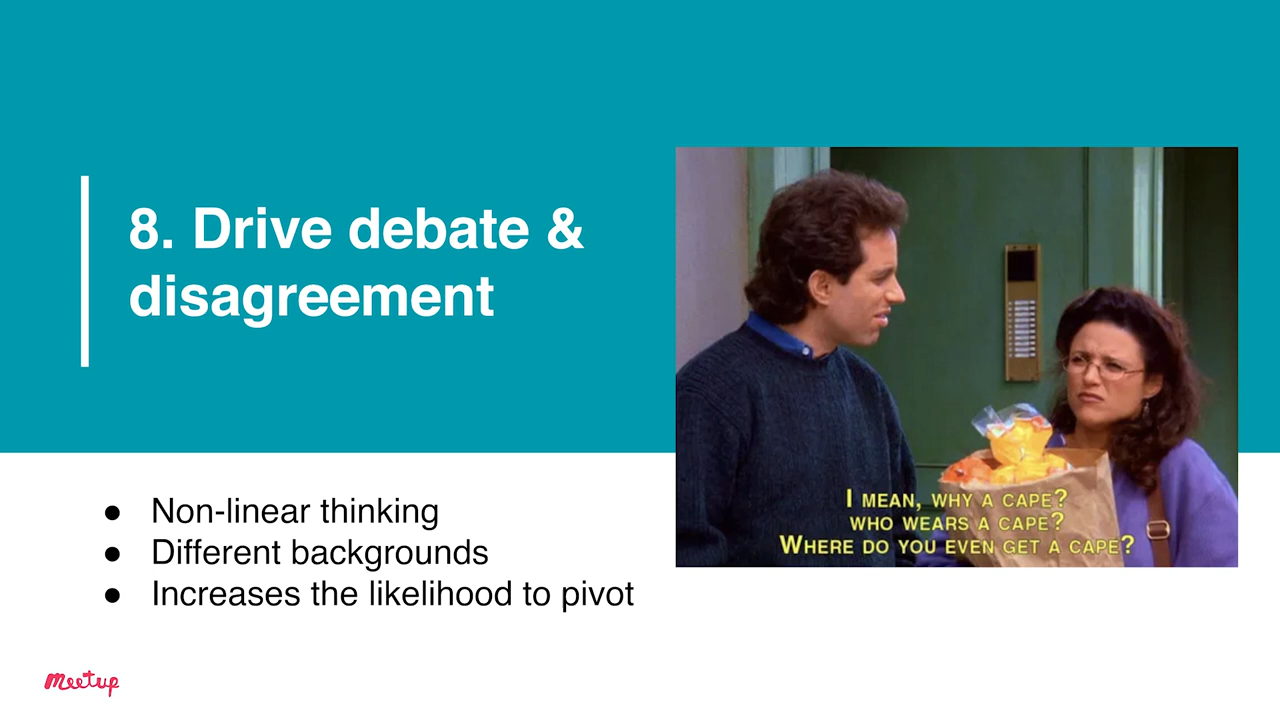 8. Drive debate &
disagreement
I MEAN, WHY A CAPE?
WHO WEARS A CAPE?
WHERE DO YOU EVEN GET A CAPE?
● Non-linear thinking
● Different backgrounds
● Increases the likelihood to pivot
meetup